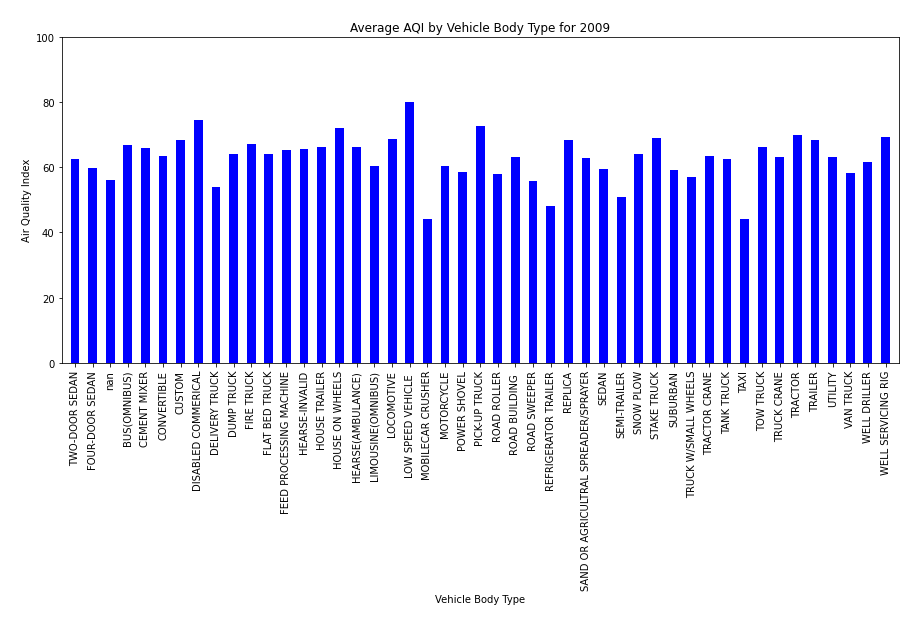 Average AQI by Vehicle Body Type for 2009
100
80
60
40
20
0
Air Quality Index
TWO-DOOR SEDAN
FOUR-DOOR SEDAN
nan
BUS(OMNIBUS)
CEMENT MIXER
CONVERTIBLE
CUSTOM
DISABLED COMMERICAL
DELIVERY TRUCK
DUMP TRUCK
FIRE TRUCK
FLAT BED TRUCK
FEED PROCESSING MACHINE
HEARSE-INVALID
HOUSE TRAILER
HOUSE ON WHEELS
HEARSE(AMBULANCE)
LIMOUSINE(OMNIBUS)
LOCOMOTIVE
LOW SPEED VEHICLE
MOBILECAR CRUSHER
MOTORCYCLE
POWER SHOVEL
PICK-UP TRUCK
ROAD ROLLER
ROAD BUILDING
ROAD SWEEPER
REFRIGERATOR TRAILER
REPLICA
SAND OR AGRICULTRAL SPREADER/SPRAYER
SEDAN
SEMI-TRAILER
SNOW PLOW
STAKE TRUCK
SUBURBAN
TRUCK W/SMALL WHEELS
TRACTOR CRANE
TANK TRUCK
TAXI
TOW TRUCK
TRUCK CRANE
TRACTOR
TRAILER
UTILITY
VAN TRUCK
WELL DRILLER
WELL SERVICING RIG
Vehicle Body Type